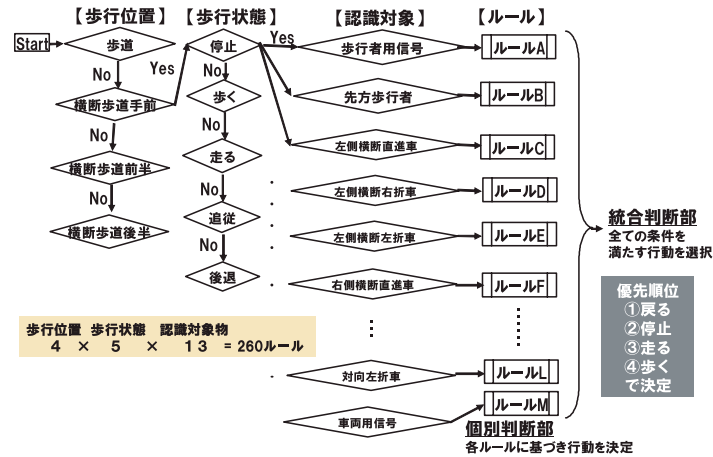 【歩行位置】
【歩行状態】
【認識対象】
【ルール】
Start
歩道
停止
Yes
歩行者用信号
ルールA
No
Yes
No
横断歩道手前
歩く
先方歩行者
ルールB
No
No
走る
左側横断直進車
ルールC
横断歩道前半
No
左側横断右折車
ルールD
No
追従
横断歩道後半
左側横断左折車
ルールE
No
後退
右側横断直進車
ルールF
統合判断部
全ての条件を
満たす行動を選択
優先順位
①戻る
②停止
③走る
④歩く
で決定
歩行位置 歩行状態 認識対象物
4 × 5 × 13 = 260ルール
対向左折車
ルールL
車両用信号
ルールM
個別判断部
各ルールに基づき行動を決定